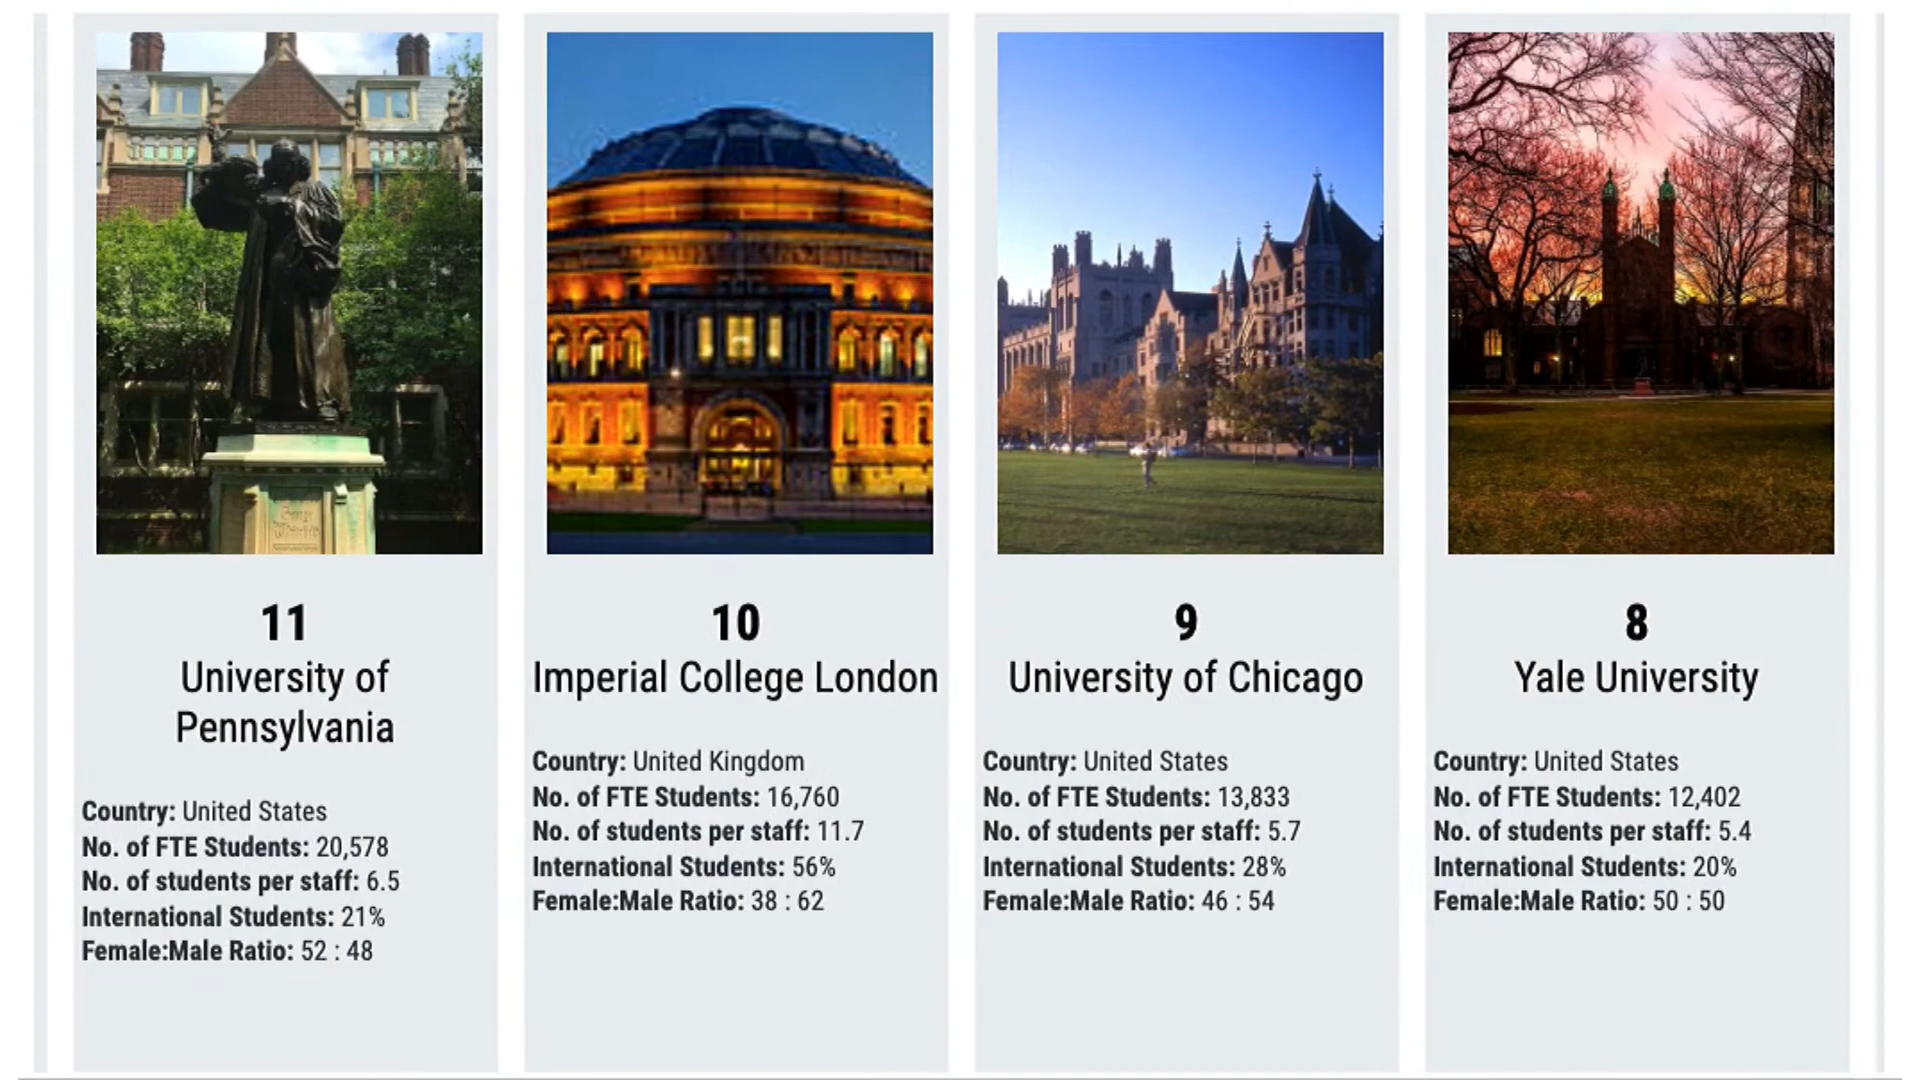 11
University of
Pennsylvania
Country: United States
No. of FTE Students: 20,578
No. of students per staff: 6.5
International Students: 21%
Female:Male Ratio: 52 : 48
10
Imperial College London
Country: United Kingdom
No. of FTE Students: 16,760
No. of students per staff: 11.7
International Students: 56%
Female:Male Ratio: 38 : 62
9
University of Chicago
Country: United States
No. of FTE Students: 13,833
No. of students per staff: 5.7
International Students: 28%
Female:Male Ratio: 46 : 54
8
Yale University
Country: United States
No. of FTE Students: 12,402
No. of students per staff: 5.4
International Students: 20%
Female:Male Ratio: 50 : 50